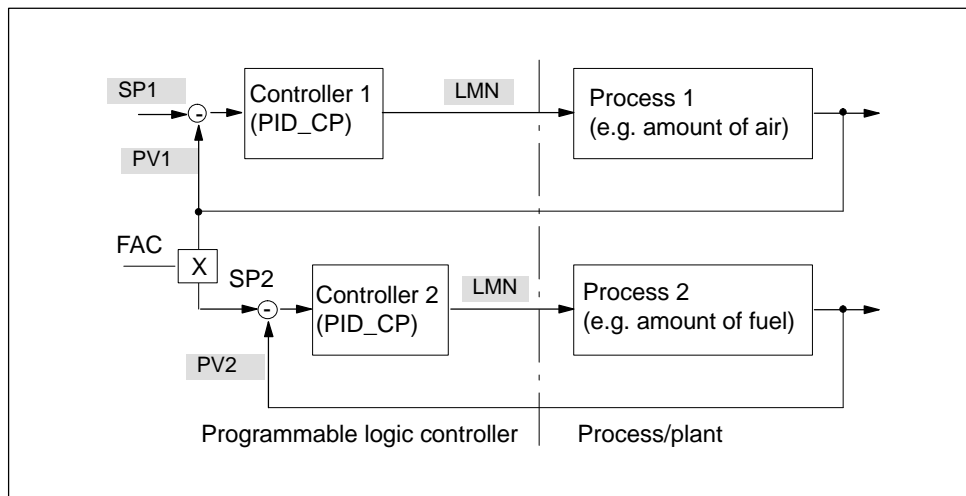 SP1
Controller 1
(PID_CP)
LMN
Process 1
(e.g. amount of air)
-
PV1
FAC
X
SP2
-
Controller 2
(PID_CP)
LMN
Process 2
(e.g. amount of fuel)
PV2
Programmable logic controller
Process/plant